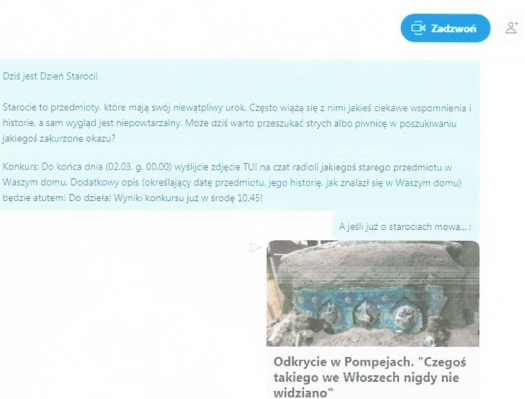 Zadzwoń
Dziś jest Dzień Staroci!
Starocie to przedmioty, które mają swój niewątpliwy urok. Często wiążą się z nimi jakieś ciekawe wspomnienia i
historie, a sam wygląd jest niepowtarzalny. Może dziś warto przeszukać strych albo piwnicę w poszukiwaniu
jakiegoś zakurzone okazu?
Konkurs: Do końca dnia (02.03. g. 00.00) wyślijcie zdjęcie TU! na czat radioli jakiegoś starego przedmiotu w
Waszym domu. Dodatkowy opis (określający datę przedmiotu, jego historię, jak znalazł się w Waszym domu)
będzie atutem! Do dzieła! Wyniki konkursu już w środę 10.45!
A jeśli już o starociach mowa... :
Odkrycie w Pompejach. "Czegoś
takiego we Włoszech nigdy nie
widziano"